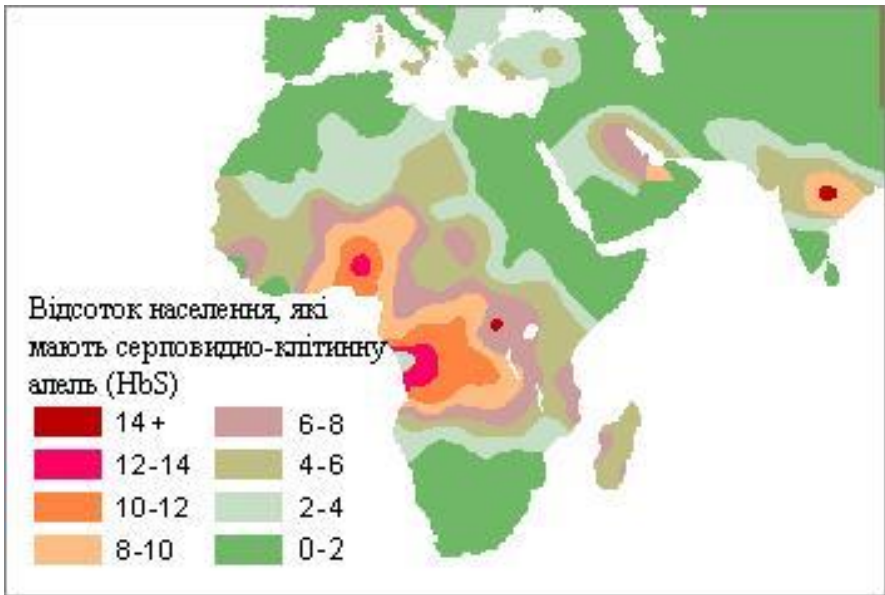 Відсоток населення, які
мають серповидно-клітинну
алель (HbS)
14+ 6-8
12-14 4-6
10-12 2-4
8-10 0-2